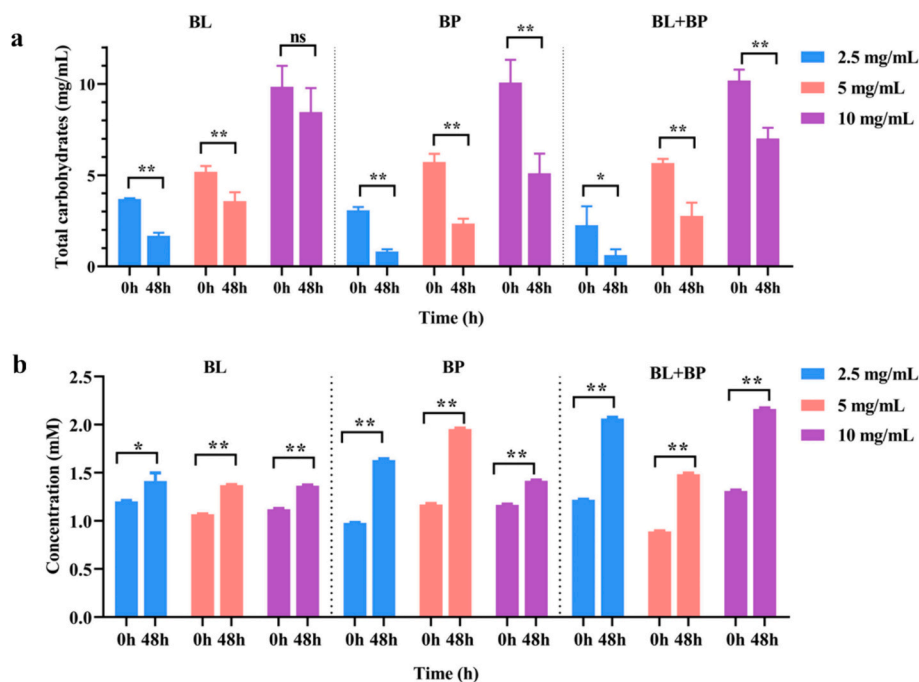 a
BL
BP
BL+BP
ns
**
**
**
**
**
**
**
*
Total carbohydrates (mg/mL)
10
5
0
0h 48h 0h 48h 0h 48h 0h 48h 0h 48h 0h 48h 0h 48h 0h 48h 0h 48h
Time (h)
2.5 mg/mL
5 mg/mL
10 mg/mL
b
BL
BP
BL+BP
*
**
**
**
**
**
**
**
**
Concentration (mM)
2.5
2.0
1.5
1.0
0.5
0.0
0h 48h 0h 48h 0h 48h 0h 48h 0h 48h 0h 48h 0h 48h 0h 48h 0h 48h
Time (h)
2.5 mg/mL
5 mg/mL
10 mg/mL